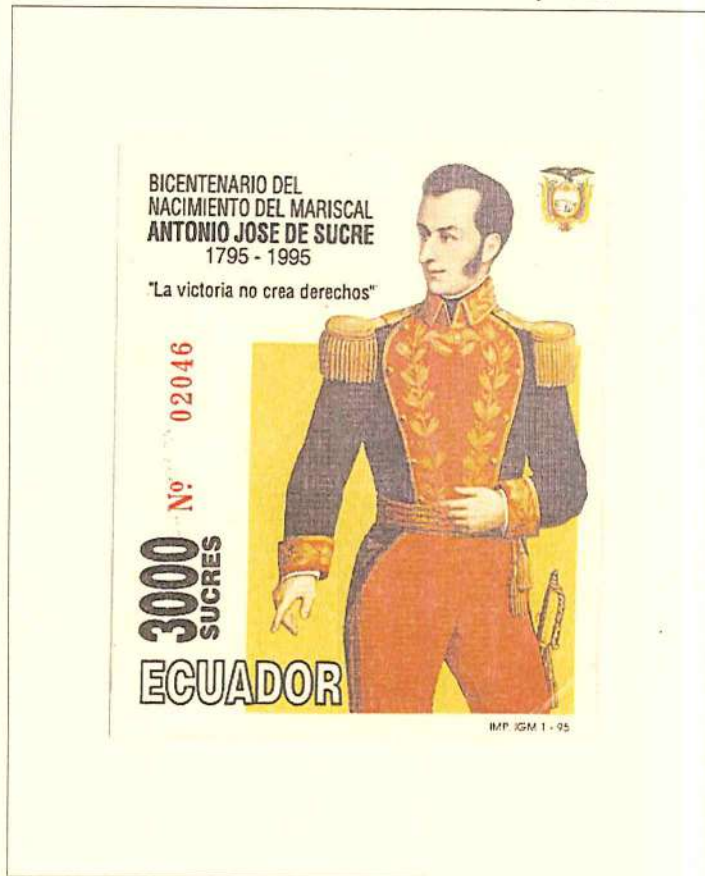 BICENTENARIO DEL
NACIMIENTO DEL MARISCAL
ANTONIO JOSE DE SUCRE
1795 - 1995
"La victoria no crea derechos"
Nº 02046
3000
SUCRES
ECUADOR
IMP. IGM 1 - 95